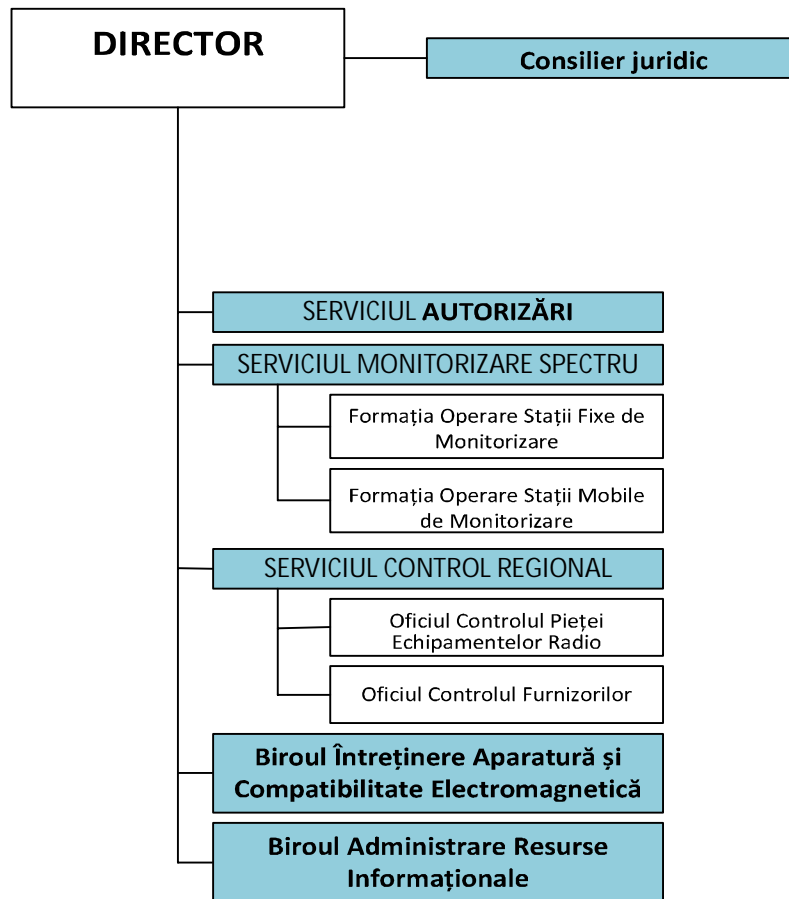 DIRECTOR
Consilier juridic
SERVICIUL AUTORIZĂRI
SERVICIUL MONITORIZARE SPECTRU
Formația Operare Stații Fixe de
Monitorizare
Formația Operare Stații Mobile
de Monitorizare
SERVICIUL CONTROL REGIONAL
Oficiul Controlul Pieței
Echipamentelor Radio
Oficiul Controlul Furnizorilor
Biroul Întreținere Aparatură și
Compatibilitate Electromagnetică
Biroul Administrare Resurse
Informaționale